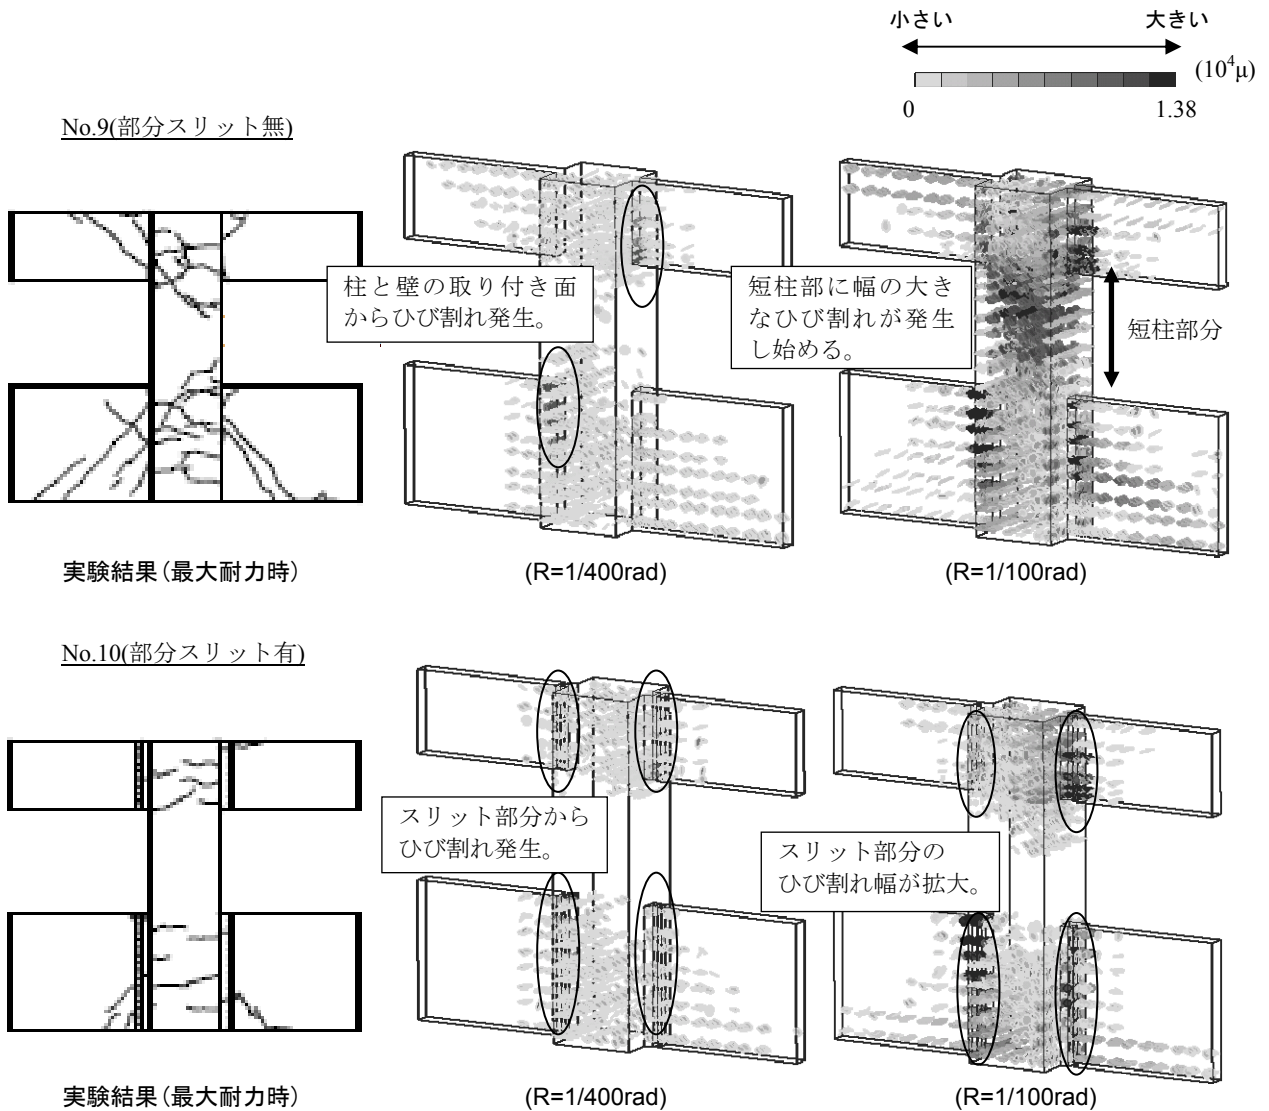 小さい 大きい
(10⁴μ)
0 1.38
No.9(部分スリット無)
柱と壁の取り付き面
からひび割れ発生。
短柱部に幅の大き
なひび割れが発生
し始める。
短柱部分
実験結果(最大耐力時) (R=1/400rad) (R=1/100rad)
No.10(部分スリット有)
スリット部分から
ひび割れ発生。
スリット部分の
ひび割れ幅が拡大。
実験結果(最大耐力時) (R=1/400rad) (R=1/100rad)